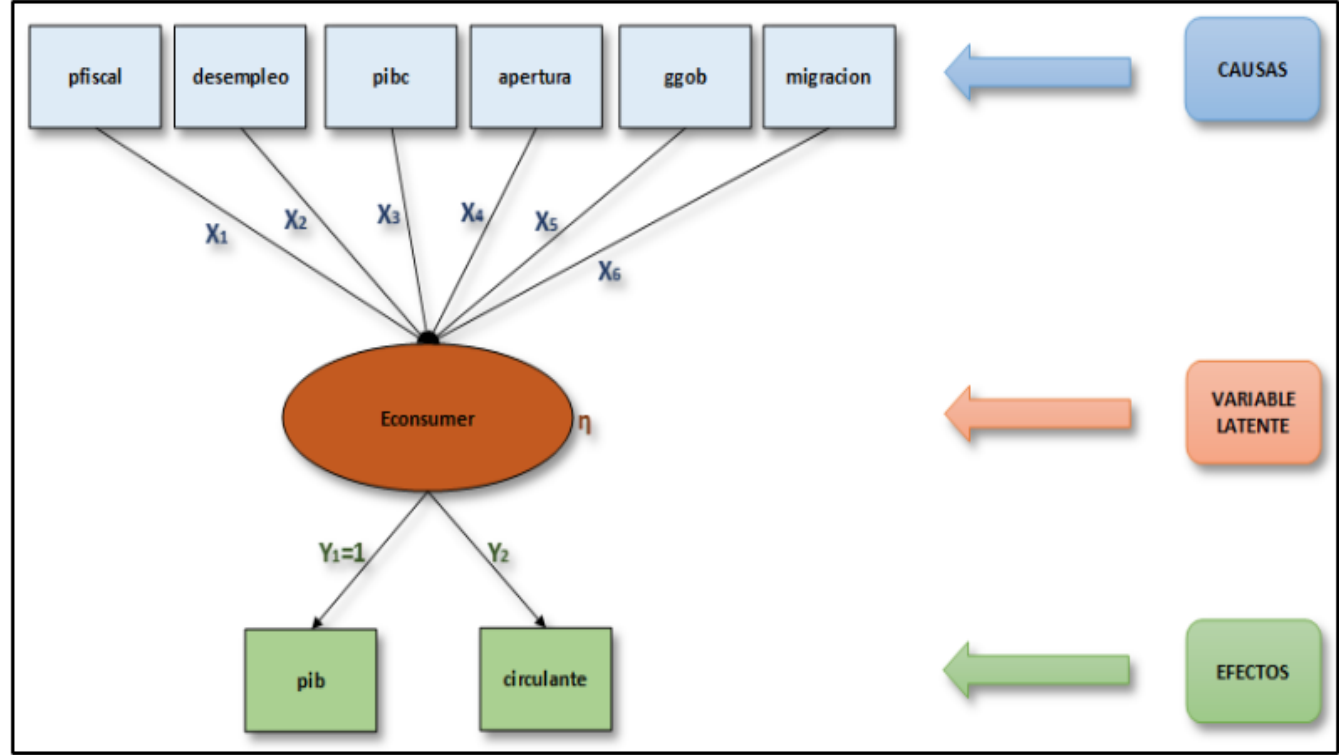 pfiscal
desempleo
pibc
apertura
ggob
migracion
CAUSAS
X₁
X₂
X₃
X₄
X₅
X₆
Econsumer
η
VARIABLE
LATENTE
Y₁=1
Y₂
pib
circulante
EFECTOS